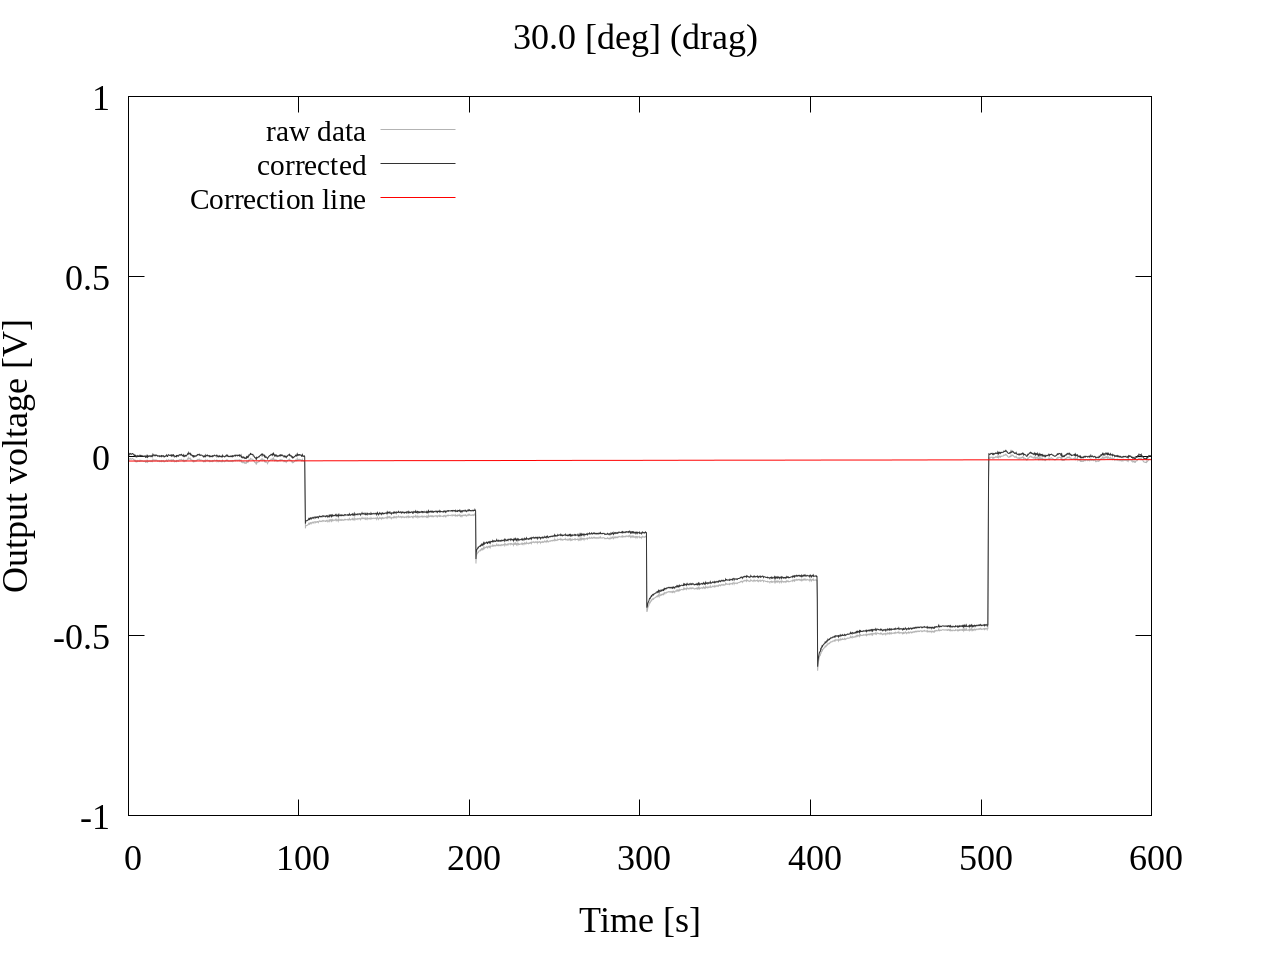 30.0 [deg] (drag)
1
0.5
0
-0.5
-1
Output voltage [V]
raw data
corrected
Correction line
0 100 200 300 400 500 600
Time [s]